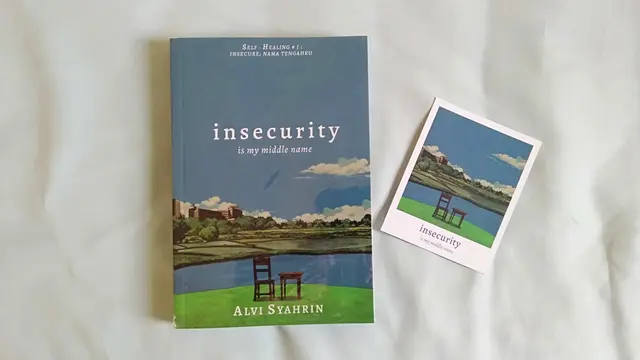 SELF - HEALING #1:
INSECURE, NAMA TENGAHKU
insecurity
is my middle name
ALVI SYAHRIN
insecurity
is my middle name